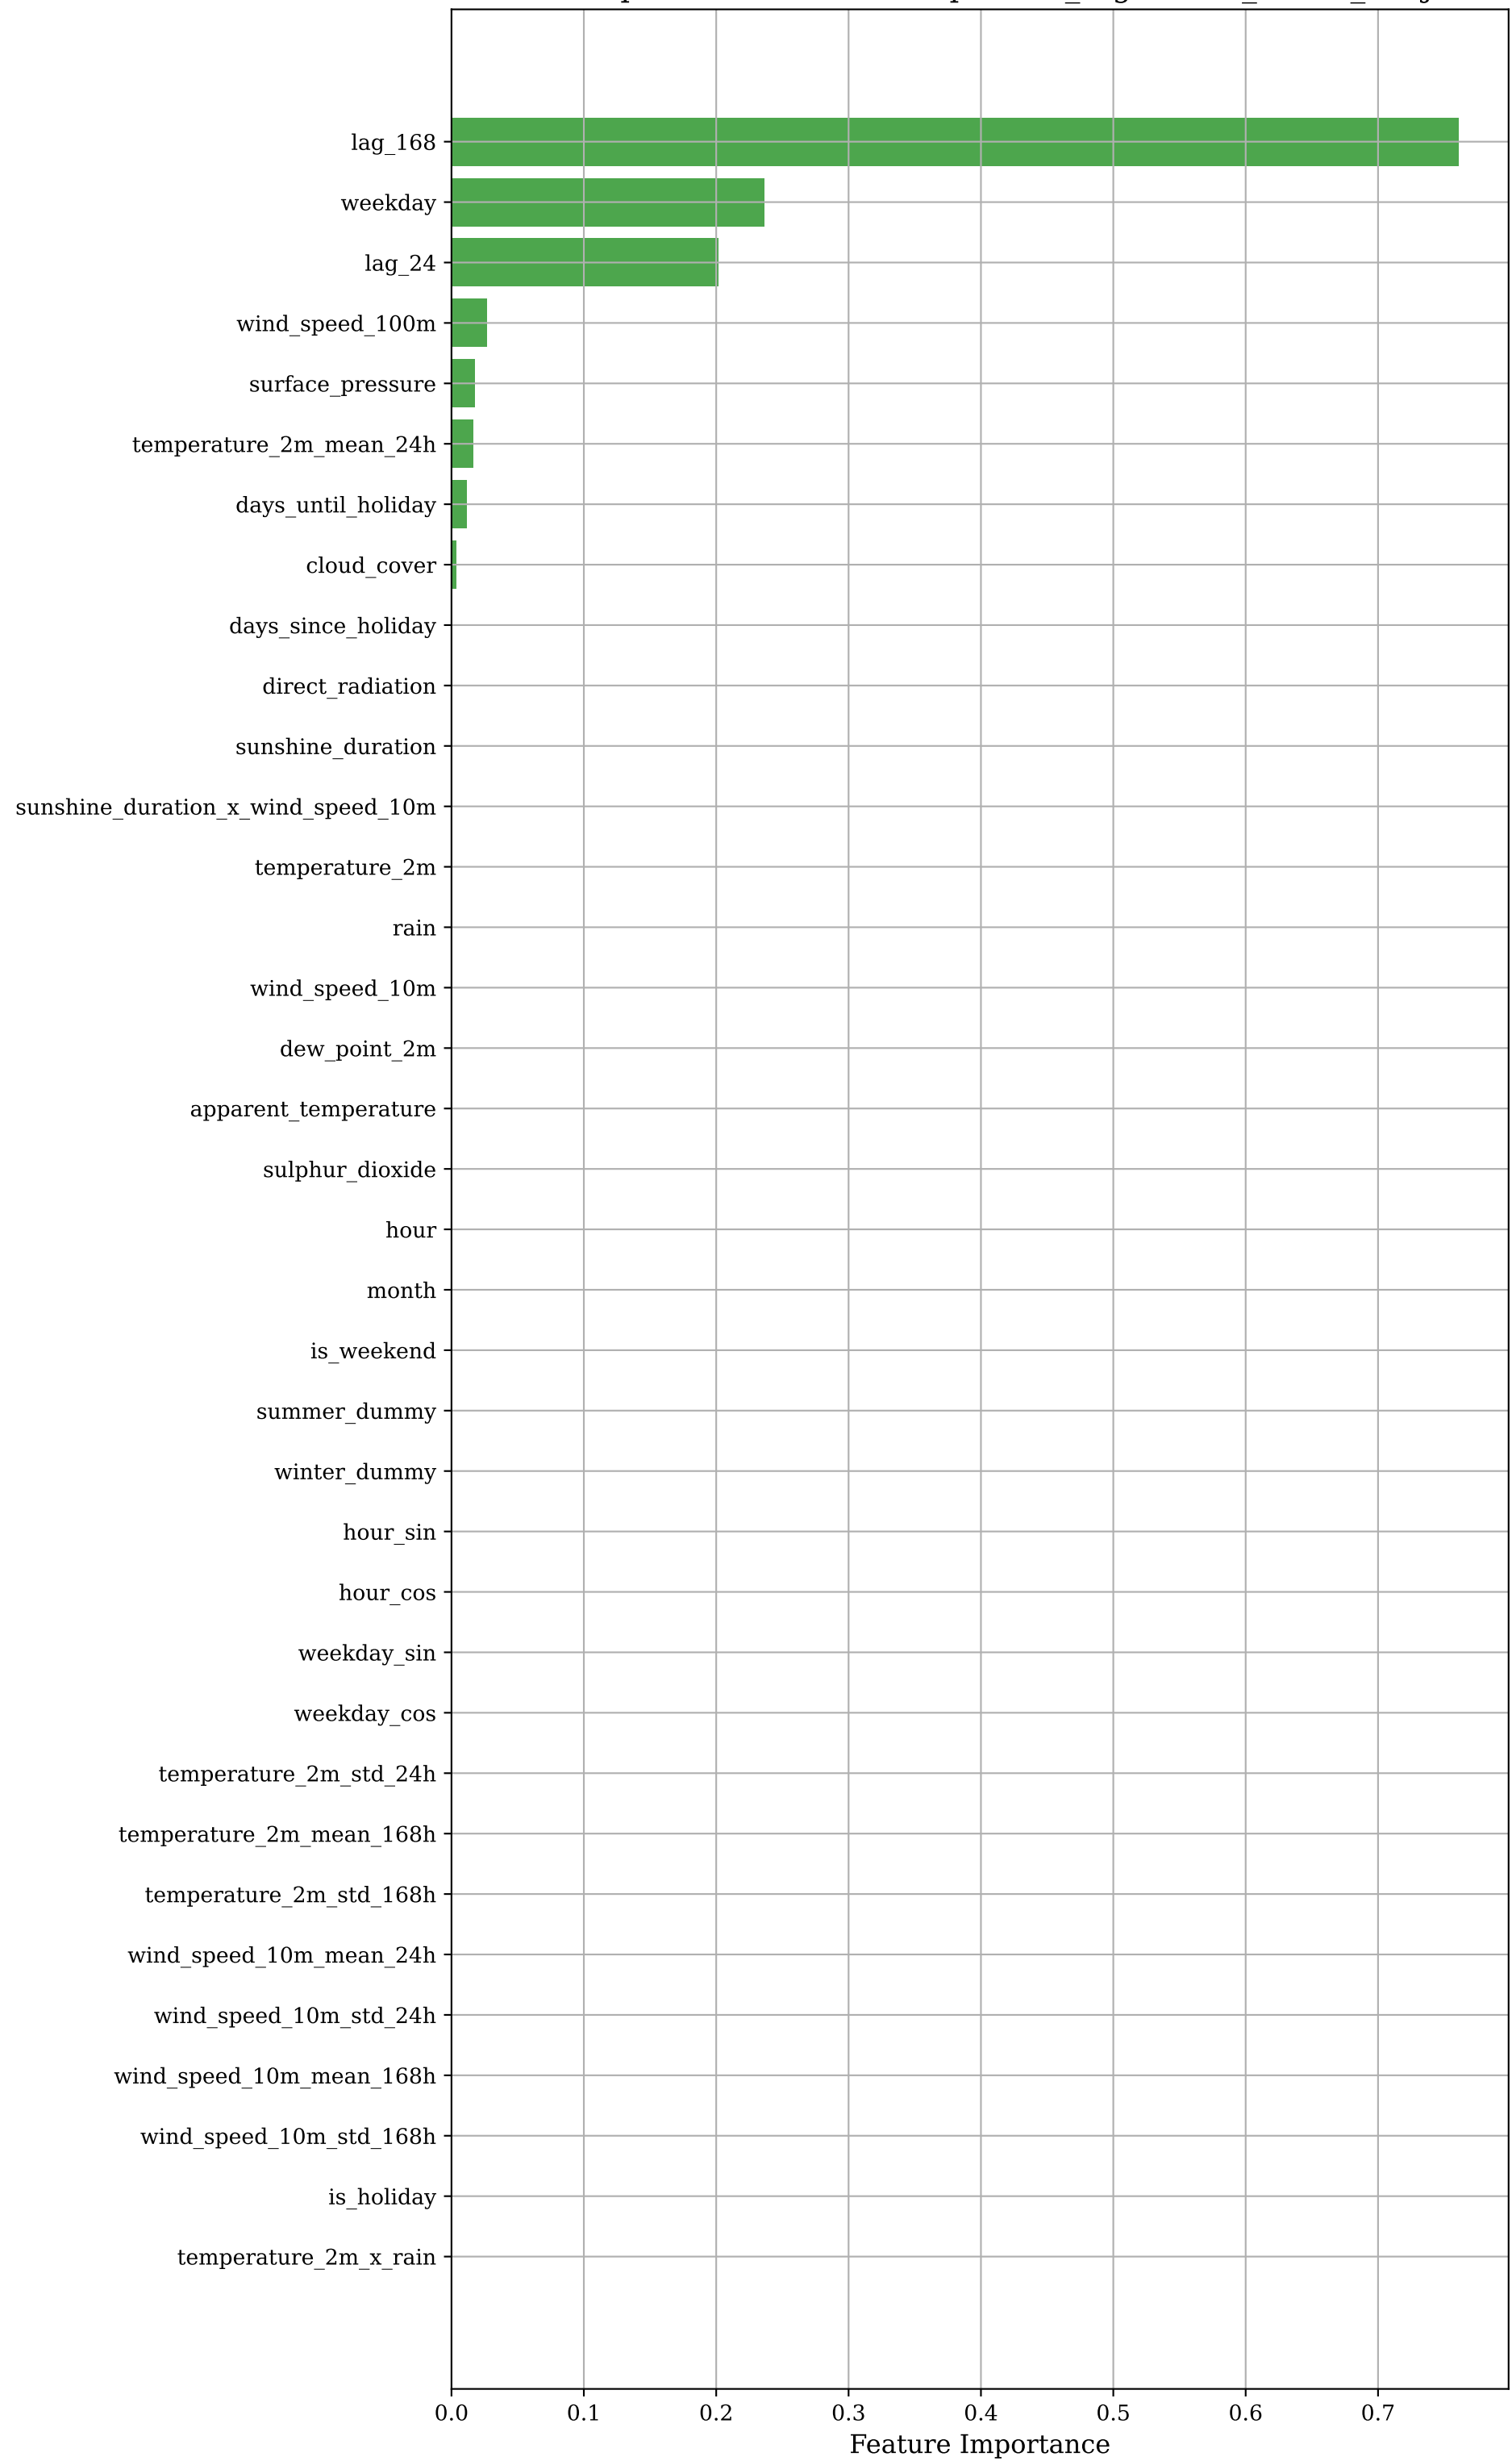 lag_168
weekday
lag_24
wind_speed_100m
surface_pressure
temperature_2m_mean_24h
days_until_holiday
cloud_cover
days_since_holiday
direct_radiation
sunshine_duration
sunshine_duration_x_wind_speed_10m
temperature_2m
rain
wind_speed_10m
dew_point_2m
apparent_temperature
sulphur_dioxide
hour
month
is_weekend
summer_dummy
winter_dummy
hour_sin
hour_cos
weekday_sin
weekday_cos
temperature_2m_std_24h
temperature_2m_mean_168h
temperature_2m_std_168h
wind_speed_10m_mean_24h
wind_speed_10m_std_24h
wind_speed_10m_mean_168h
wind_speed_10m_std_168h
is_holiday
temperature_2m_x_rain
0.0 0.1 0.2 0.3 0.4 0.5 0.6 0.7
Feature Importance